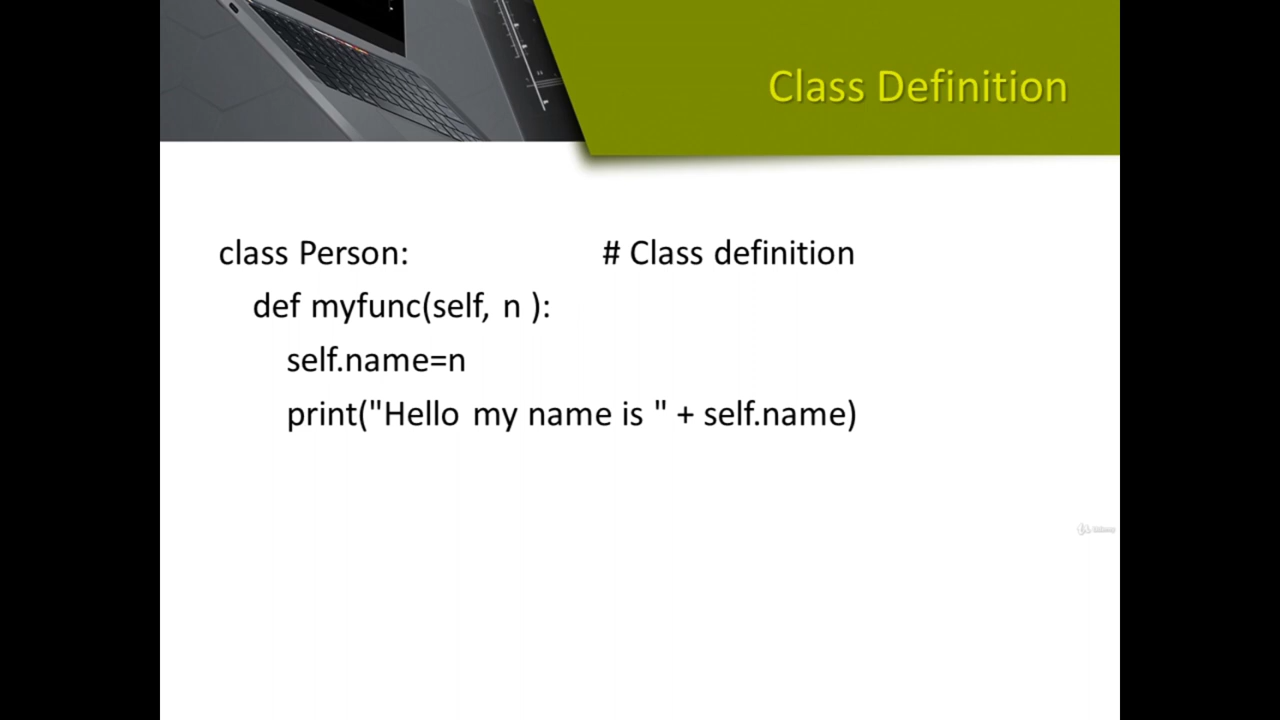 Class Definition
class Person: # Class definition
def myfunc(self, n ):
self.name=n
print("Hello my name is " + self.name)